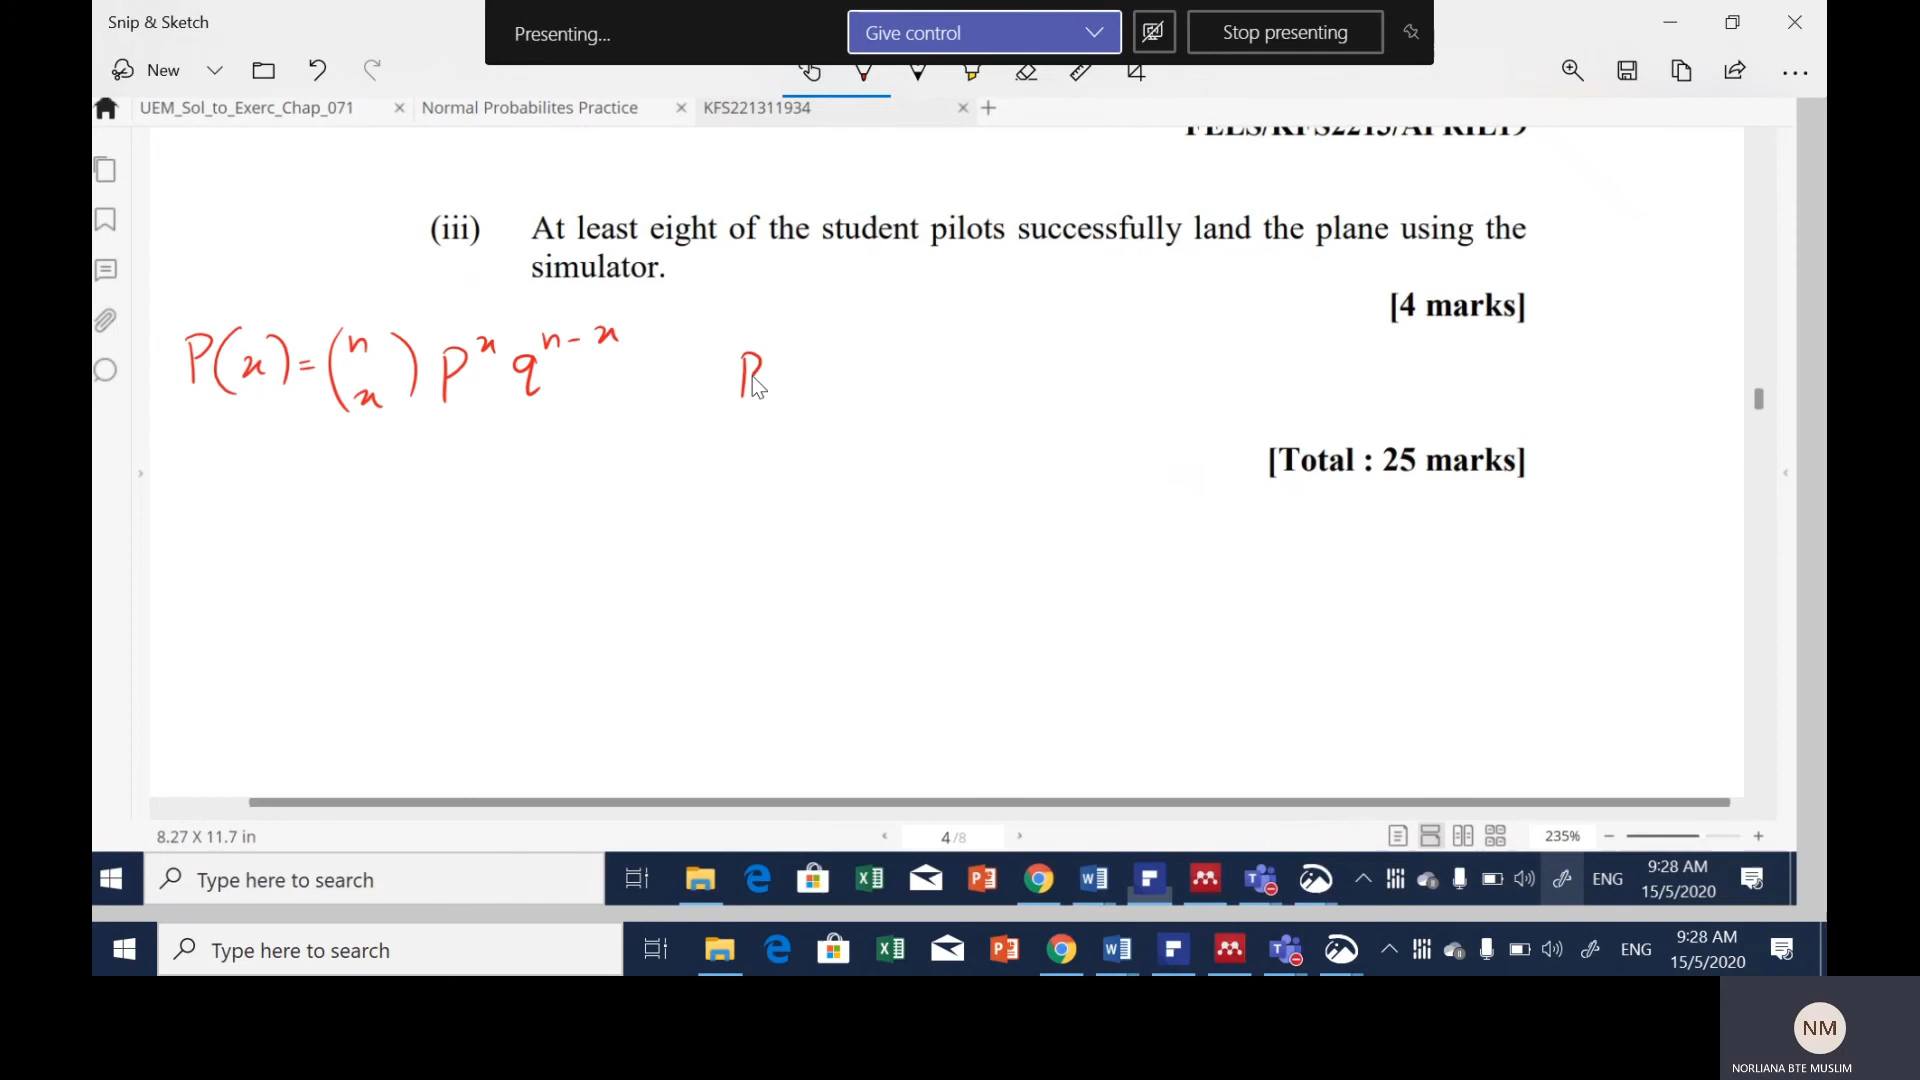 Snip & Sketch
Presenting...
Give control
Stop presenting
New
UEM_Sol_to_Exerc_Chap_071
Normal Probabilites Practice
KFS221311934
FELS/KFS2213/APRIL19
(iii) At least eight of the student pilots successfully land the plane using the
simulator.
[4 marks]
P(x)=(n x) p^x q^n-x P
[Total : 25 marks]
8.27 X 11.7 in
4 /8
235%
Type here to search
ENG
9:28 AM
15/5/2020
Type here to search
ENG
9:28 AM
15/5/2020
NM
NORLIANA BTE MUSLIM